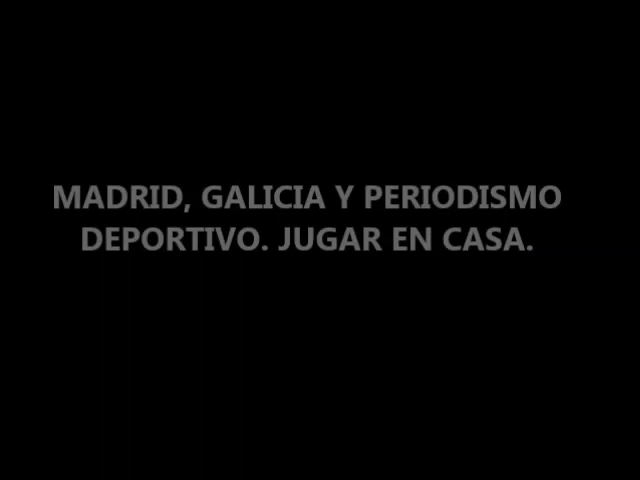 MADRID, GALICIA Y PERIODISMO
DEPORTIVO. JUGAR EN CASA.